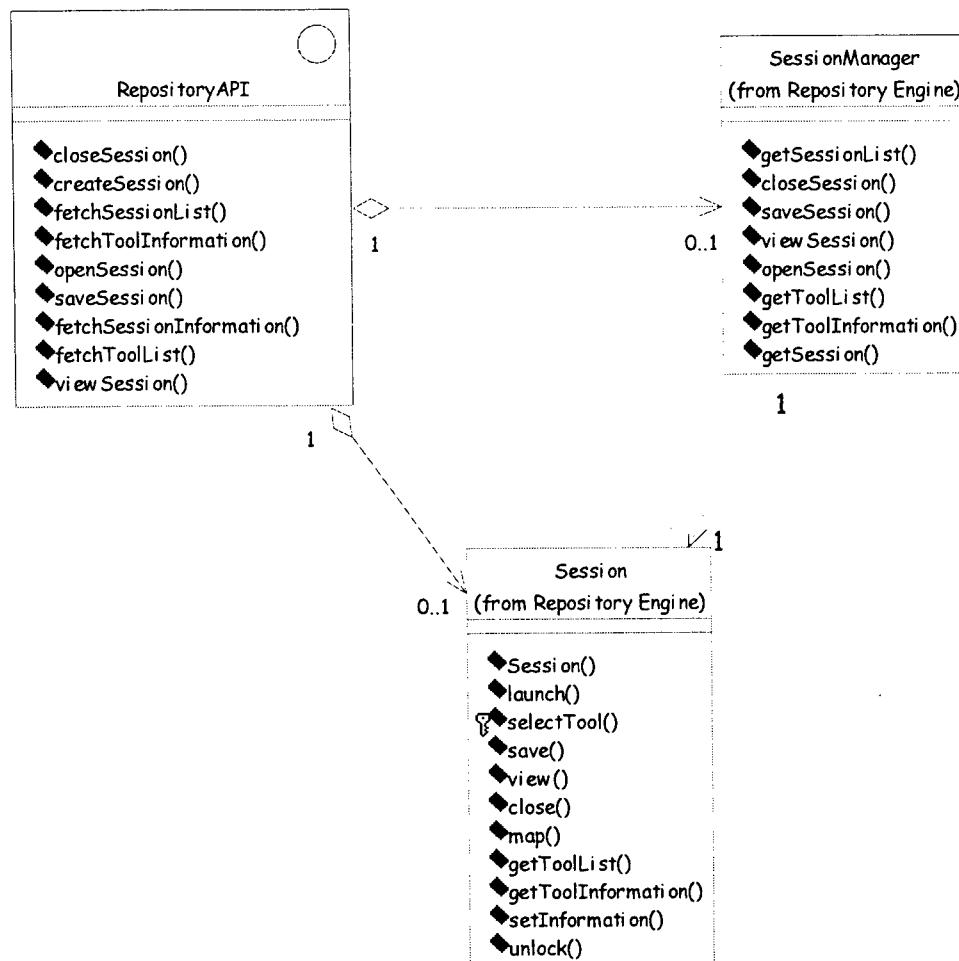 RepositoryAPI
closeSession()
createSession()
fetchSessionList()
fetchToolInformation()
openSession()
saveSession()
fetchSessionInformation()
fetchToolList()
viewSession()
1
0..1
SessionManager
(from Repository Engine)
getSessionList()
closeSession()
saveSession()
viewSession()
openSession()
getToolList()
getToolInformation()
getSession()
1
1
0..1
1
Session
(from Repository Engine)
Session()
launch()
selectTool()
save()
view()
close()
map()
getToolList()
getToolInformation()
setInformation()
unlock()